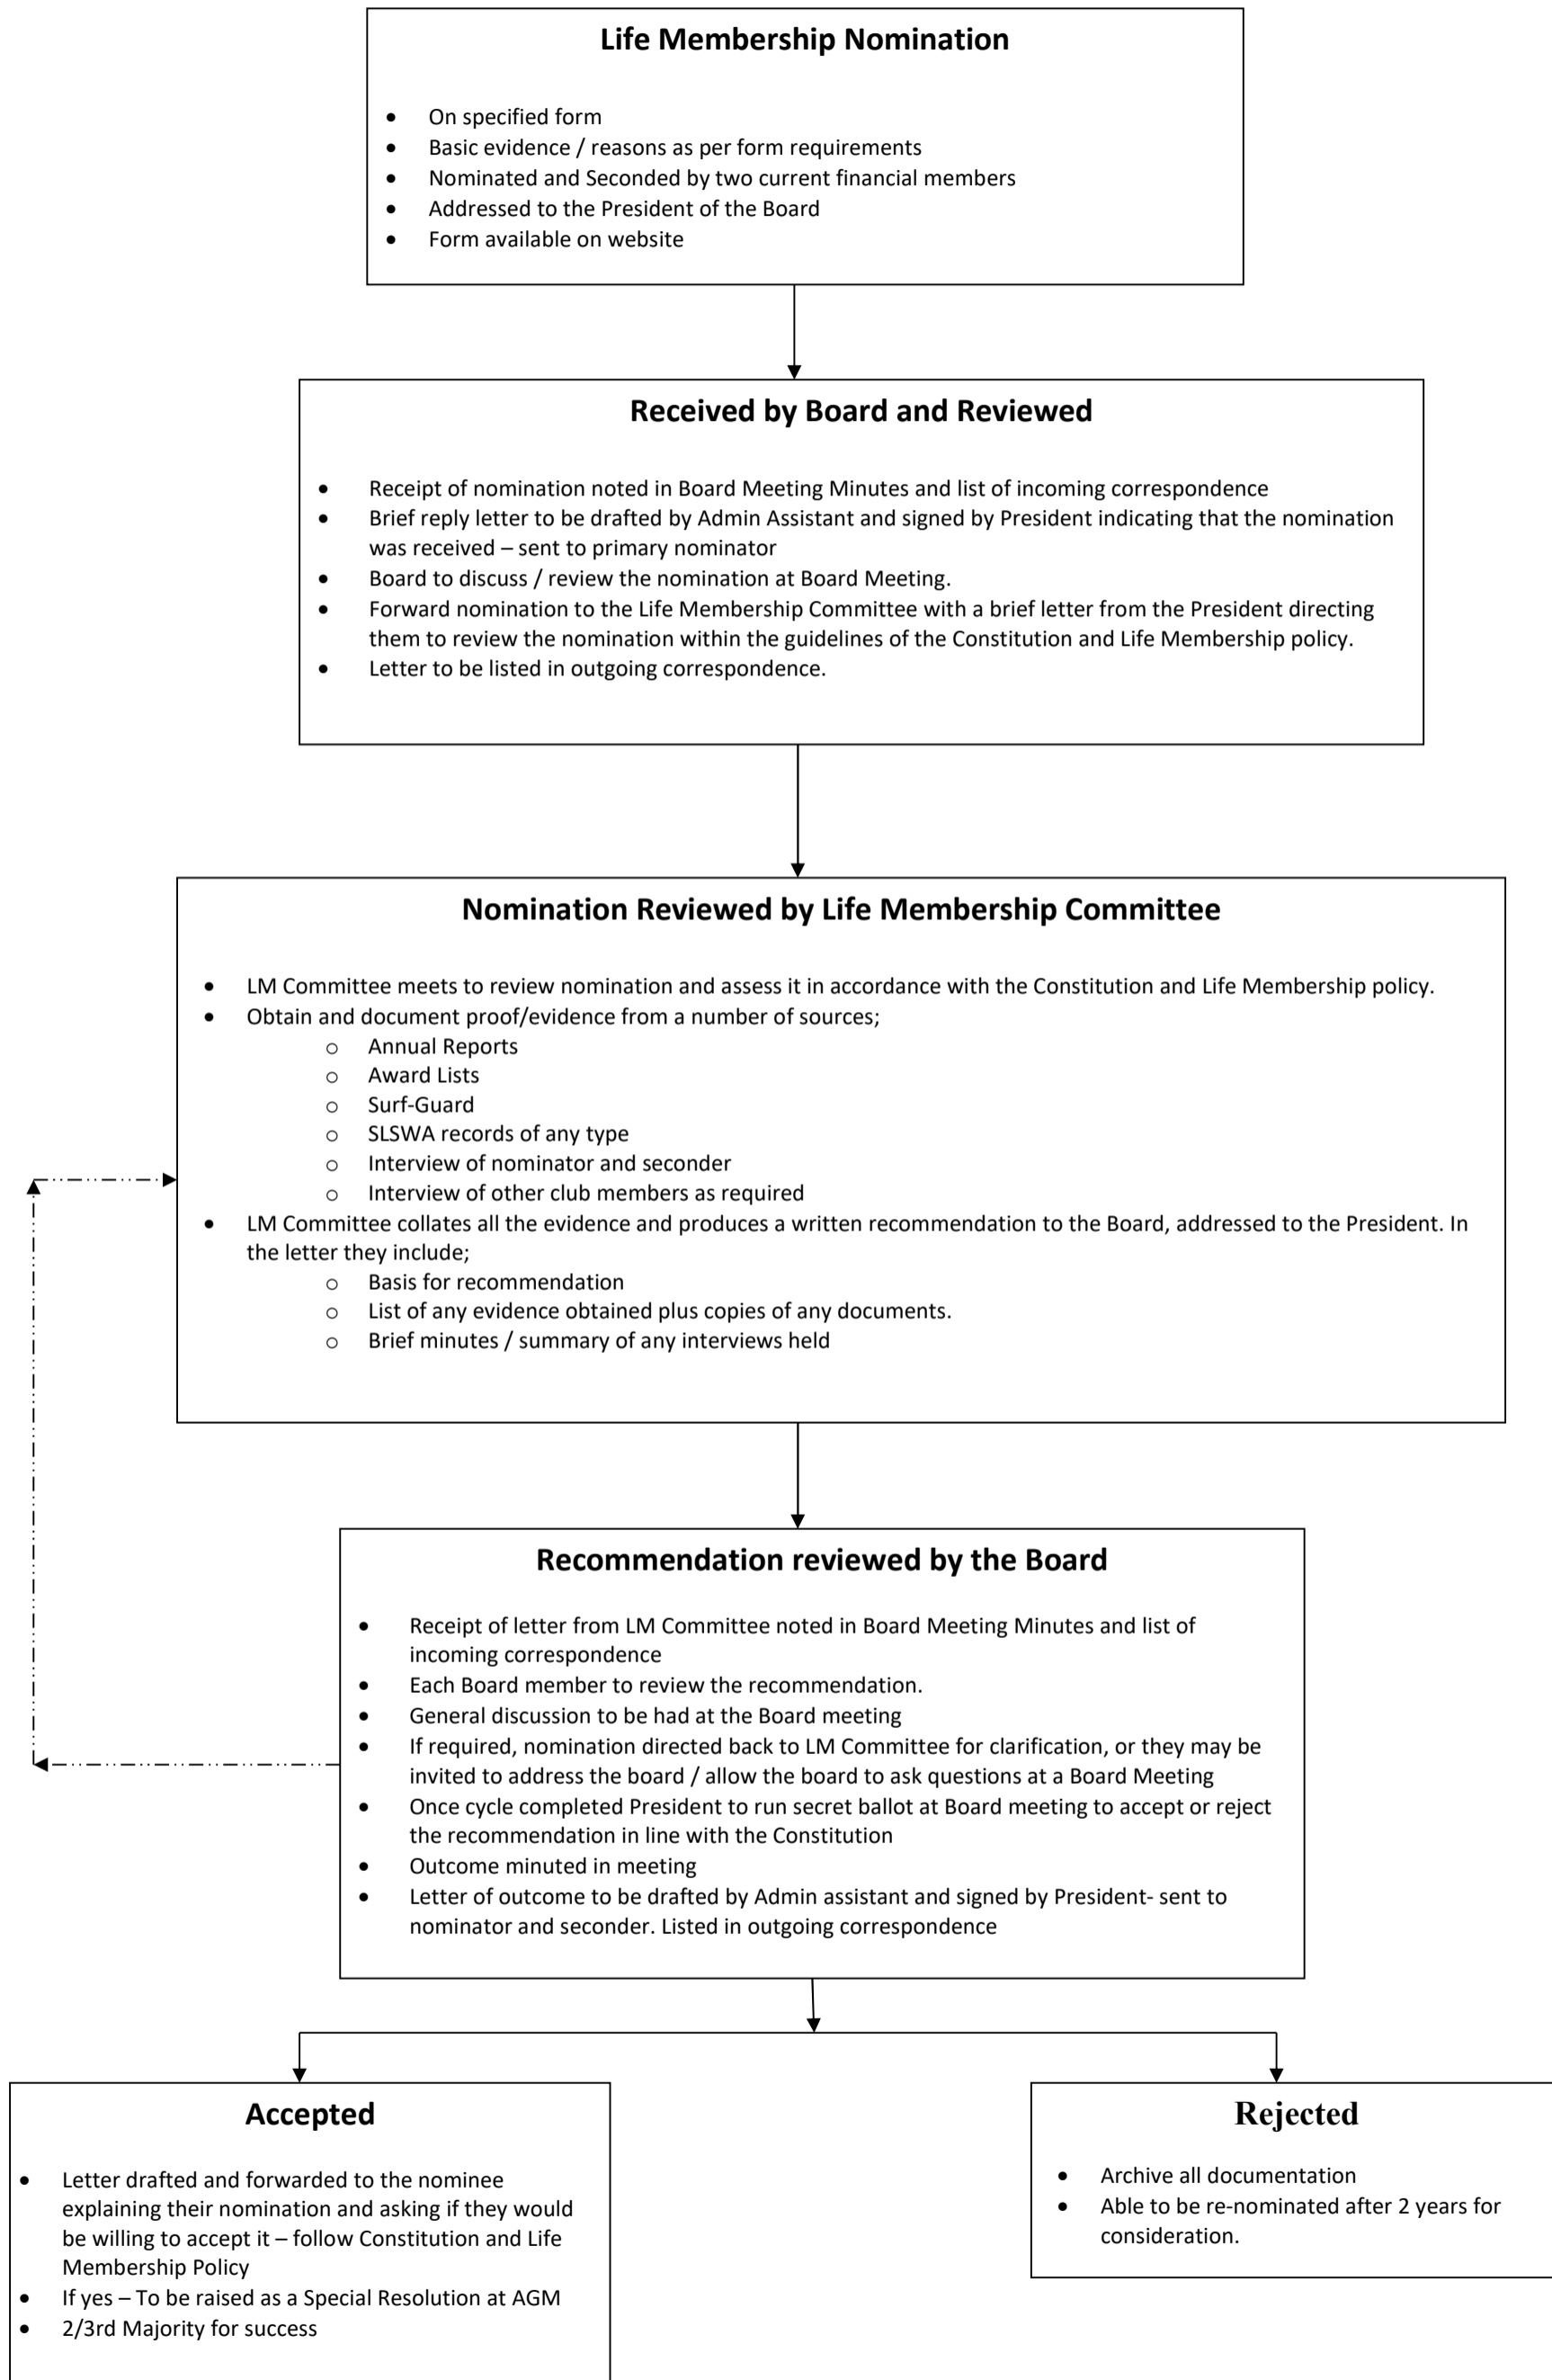 Life Membership Nomination
• On specified form
• Basic evidence / reasons as per form requirements
• Nominated and Seconded by two current financial members
• Addressed to the President of the Board
• Form available on website
Received by Board and Reviewed
• Receipt of nomination noted in Board Meeting Minutes and list of incoming correspondence
• Brief reply letter to be drafted by Admin Assistant and signed by President indicating that the nomination
was received – sent to primary nominator
• Board to discuss / review the nomination at Board Meeting.
• Forward nomination to the Life Membership Committee with a brief letter from the President directing
them to review the nomination within the guidelines of the Constitution and Life Membership policy.
• Letter to be listed in outgoing correspondence.
Nomination Reviewed by Life Membership Committee
• LM Committee meets to review nomination and assess it in accordance with the Constitution and Life Membership policy.
• Obtain and document proof/evidence from a number of sources;
o Annual Reports
o Award Lists
o Surf-Guard
o SLSWA records of any type
o Interview of nominator and seconder
o Interview of other club members as required
• LM Committee collates all the evidence and produces a written recommendation to the Board, addressed to the President. In
the letter they include;
o Basis for recommendation
o List of any evidence obtained plus copies of any documents.
o Brief minutes / summary of any interviews held
Recommendation reviewed by the Board
• Receipt of letter from LM Committee noted in Board Meeting Minutes and list of
incoming correspondence
• Each Board member to review the recommendation.
• General discussion to be had at the Board meeting
• If required, nomination directed back to LM Committee for clarification, or they may be
invited to address the board / allow the board to ask questions at a Board Meeting
• Once cycle completed President to run secret ballot at Board meeting to accept or reject
the recommendation in line with the Constitution
• Outcome minuted in meeting
• Letter of outcome to be drafted by Admin assistant and signed by President- sent to
nominator and seconder. Listed in outgoing correspondence
Accepted
• Letter drafted and forwarded to the nominee
explaining their nomination and asking if they would
be willing to accept it – follow Constitution and Life
Membership Policy
• If yes – To be raised as a Special Resolution at AGM
• 2/3rd Majority for success
Rejected
• Archive all documentation
• Able to be re-nominated after 2 years for
consideration.